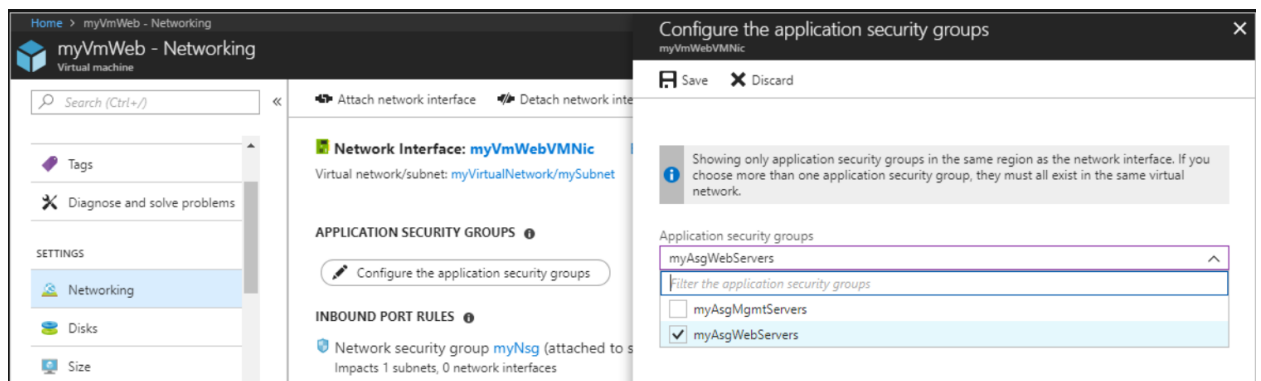 Home > myVmWeb - Networking
myVmWeb - Networking
Virtual machine
Search (Ctrl+/)
«
Tags
Diagnose and solve problems
SETTINGS
Networking
Disks
Size
Attach network interface
Detach network inte
Network Interface: myVmWebVMNic
Virtual network/subnet: myVirtualNetwork/mySubnet
APPLICATION SECURITY GROUPS
Configure the application security groups
INBOUND PORT RULES
Network security group myNsg (attached to s
Impacts 1 subnets, 0 network interfaces
Configure the application security groups
myVmWebVMNic
Save
Discard
Showing only application security groups in the same region as the network interface. If you
choose more than one application security group, they must all exist in the same virtual
network.
Application security groups
myAsgWebServers
Filter the application security groups
myAsgMgmtServers
myAsgWebServers